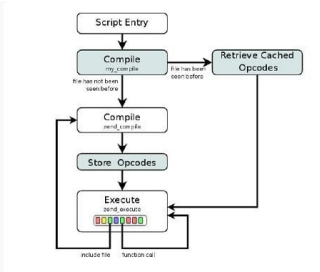 Script Entry
Compile
my_compile
Retrieve Cached
Opcodes
file has been
seen before
file has not been
seen before
Compile
zend_compile
Store Opcodes
Execute
zend_execute
include file
function call